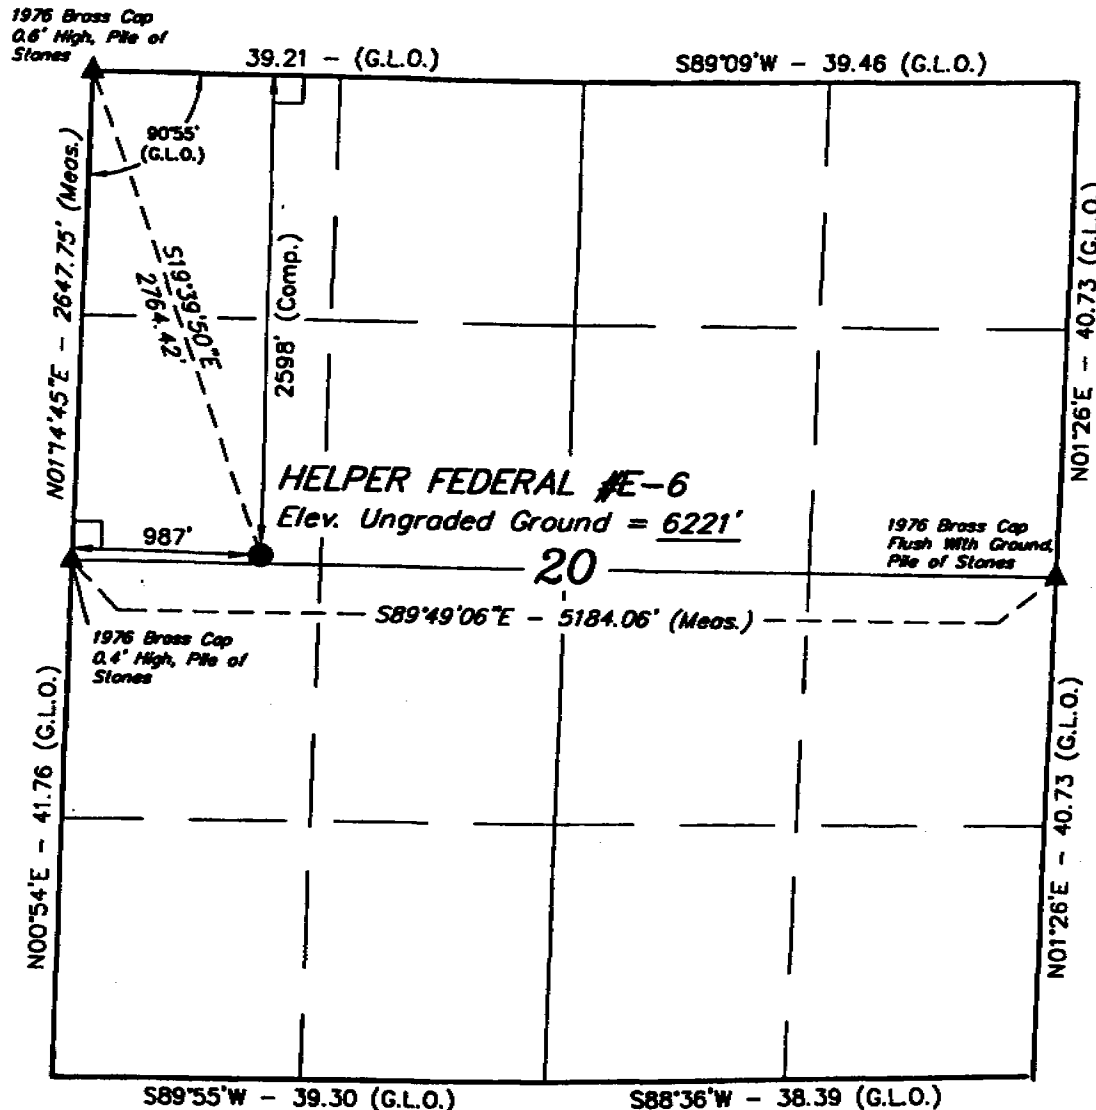 1976 Brass Cap
0.6' High, Pile of
Stones
39.21 - (G.L.O.)
S89°09'W - 39.46 (G.L.O.)
90°55'
(G.L.O.)
N01°14'45"E - 2647.75' (Meas.)
S19°39'50"E
2764.42'
2598' (Comp.)
N01°26'E - 40.73 (G.L.O.)
HELPER FEDERAL #E-6
Elev. Ungraded Ground = 6221'
987'
20
1976 Brass Cap
Flush With Ground,
Pile of Stones
S89°49'06"E - 5184.06' (Meas.)
1976 Brass Cap
0.4' High, Pile of
Stones
N00°54'E - 41.76 (G.L.O.)
N01°26'E - 40.73 (G.L.O.)
S89°55'W - 39.30 (G.L.O.)
S88°36'W - 38.39 (G.L.O.)